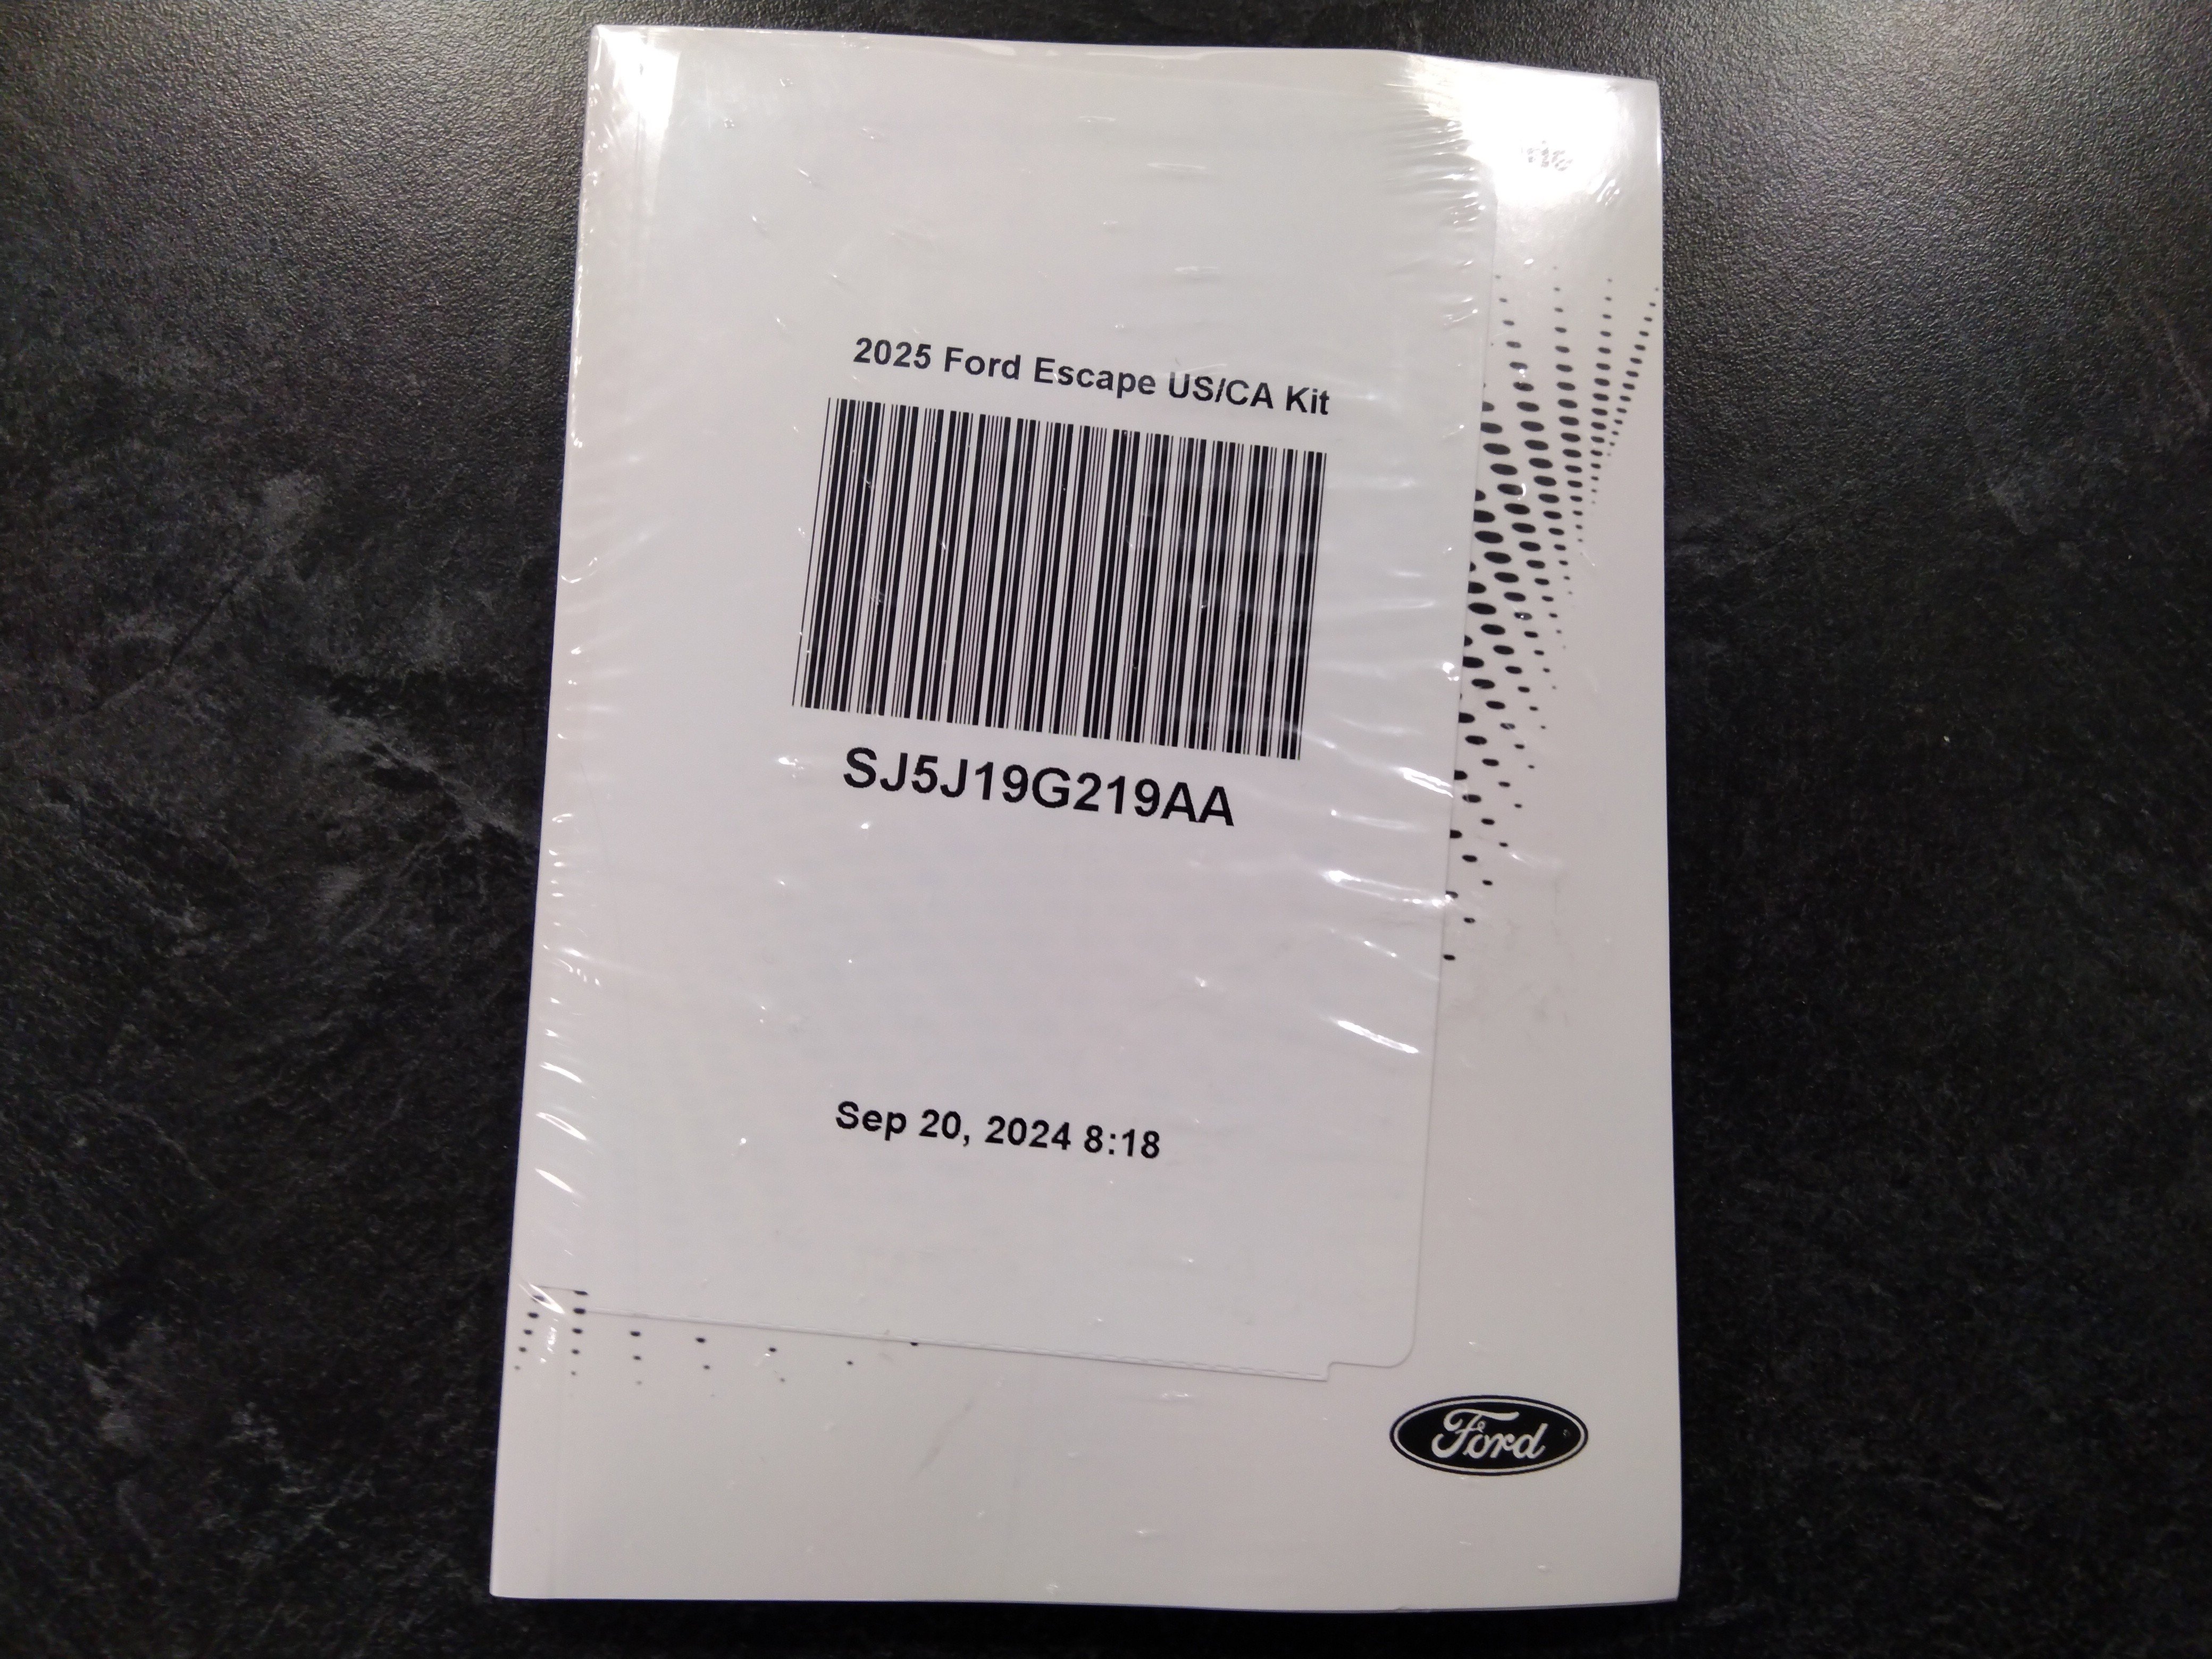 2025 Ford Escape US/CA Kit
SJ5J19G219AA
Sep 20, 2024 8:18
Ford